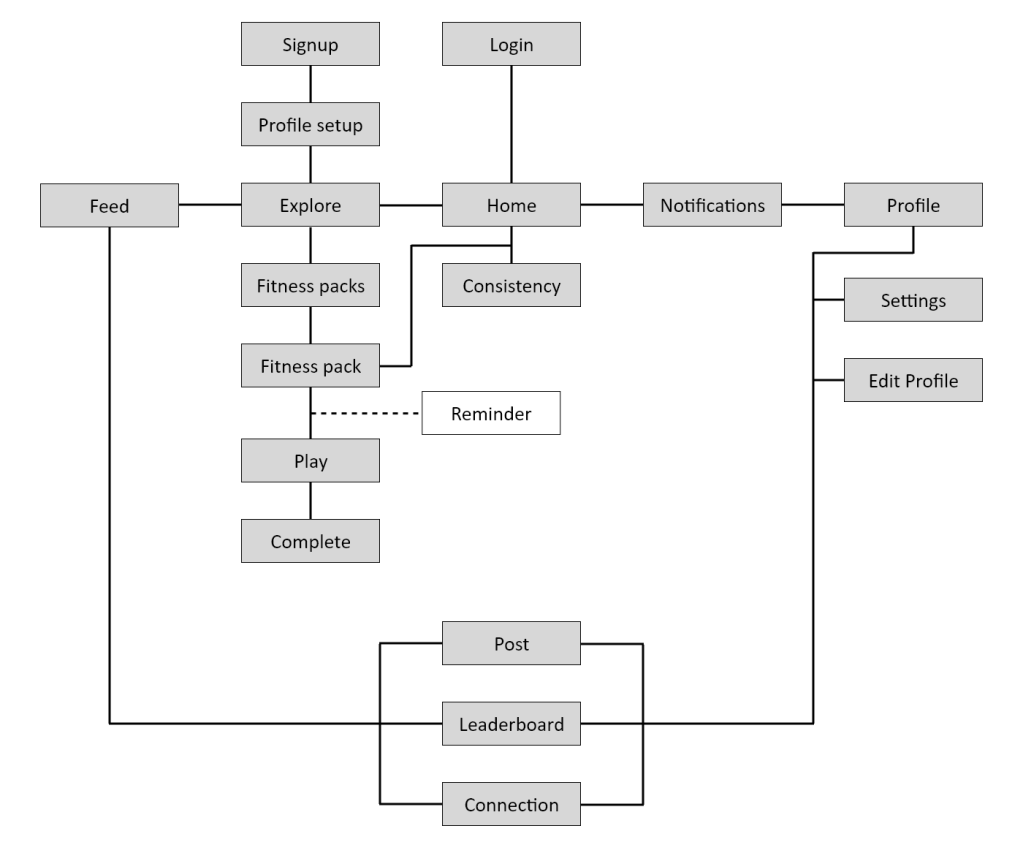 Signup
Login
Profile setup
Feed
Explore
Home
Notifications
Profile
Fitness packs
Consistency
Settings
Fitness pack
Edit Profile
Reminder
Play
Complete
Post
Leaderboard
Connection